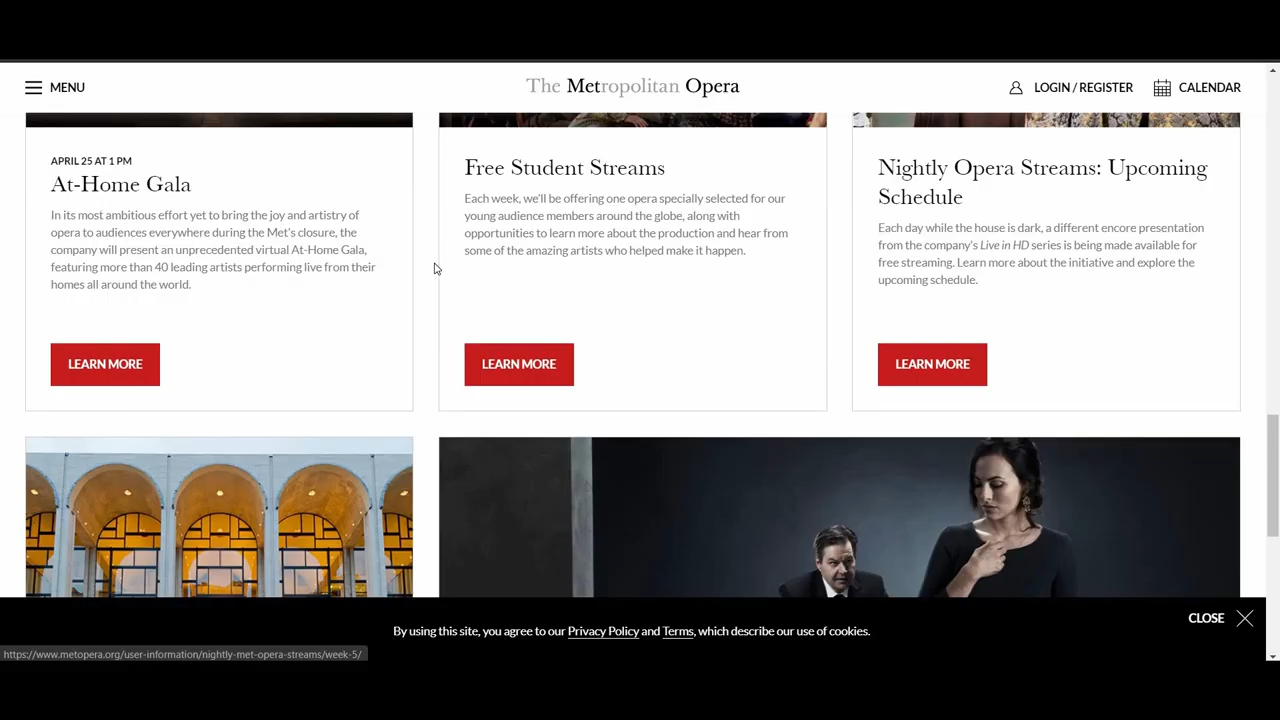 MENU
The Metropolitan Opera
LOGIN / REGISTER
CALENDAR
APRIL 25 AT 1 PM
At-Home Gala
In its most ambitious effort yet to bring the joy and artistry of
opera to audiences everywhere during the Met's closure, the
company will present an unprecedented virtual At-Home Gala,
featuring more than 40 leading artists performing live from their
homes all around the world.
LEARN MORE
Free Student Streams
Each week, we'll be offering one opera specially selected for our
young audience members around the globe, along with
opportunities to learn more about the production and hear from
some of the amazing artists who helped make it happen.
LEARN MORE
Nightly Opera Streams: Upcoming
Schedule
Each day while the house is dark, a different encore presentation
from the company's Live in HD series is being made available for
free streaming. Learn more about the initiative and explore the
upcoming schedule.
LEARN MORE
CLOSE
By using this site, you agree to our Privacy Policy and Terms, which describe our use of cookies.
https://www.metopera.org/user-information/nightly-met-opera-streams/week-5/